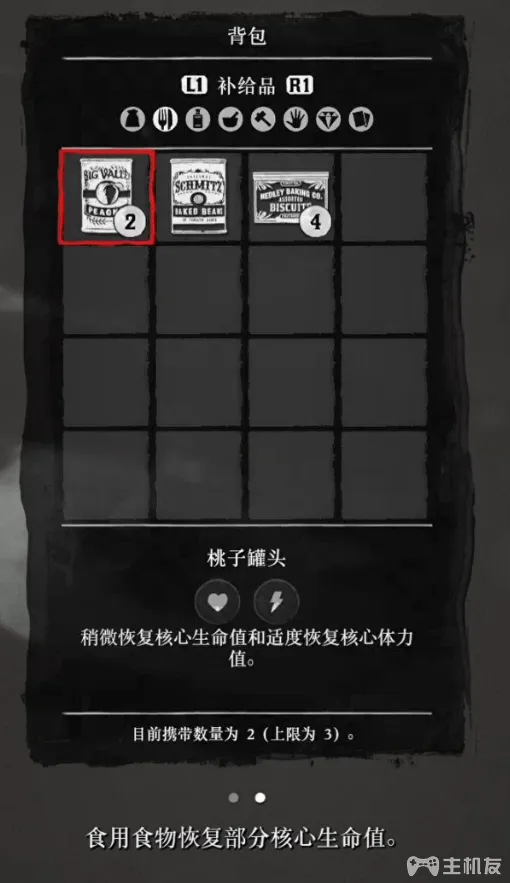 背包
L1 补给品 R1
BIG VALLEY
PEACHES
2
SCHMITZ
BAKED BEANS
HEDLEY BAKING CO.
ASSORTED
BISCUITS
4
桃子罐头
稍微恢复核心生命值和适度恢复核心体力
值。
目前携带数量为 2 (上限为 3) 。
食用食物恢复部分核心生命值。
主机友